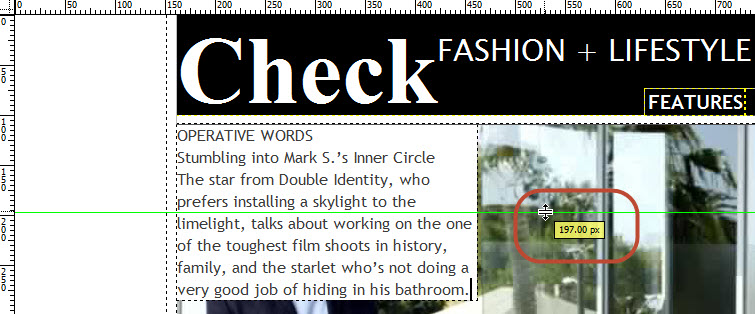 0 50 100 150 200 250 300 350 400 450 500 550 600 650 700
0
50
100
150
200
250
Check FASHION + LIFESTYLE
FEATURES
OPERATIVE WORDS
Stumbling into Mark S.’s Inner Circle
The star from Double Identity, who
prefers installing a skylight to the
limelight, talks about working on the one
of the toughest film shoots in history,
family, and the starlet who’s not doing a
very good job of hiding in his bathroom.
197.00 px